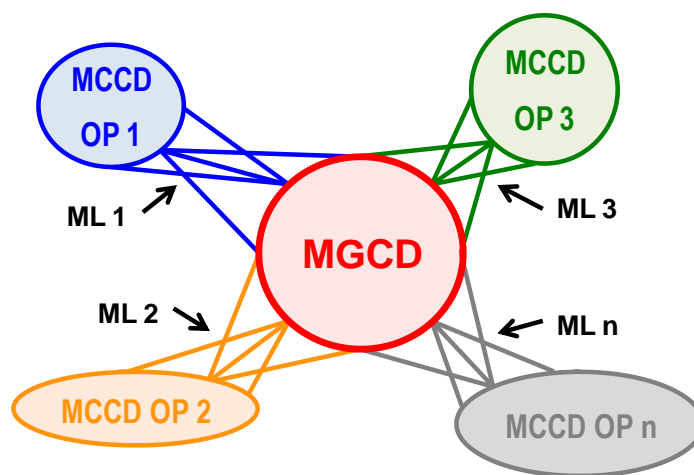 MCCD
OP 1
MCCD
OP 3
ML 1
ML 3
MGCD
ML 2
ML n
MCCD OP 2
MCCD OP n